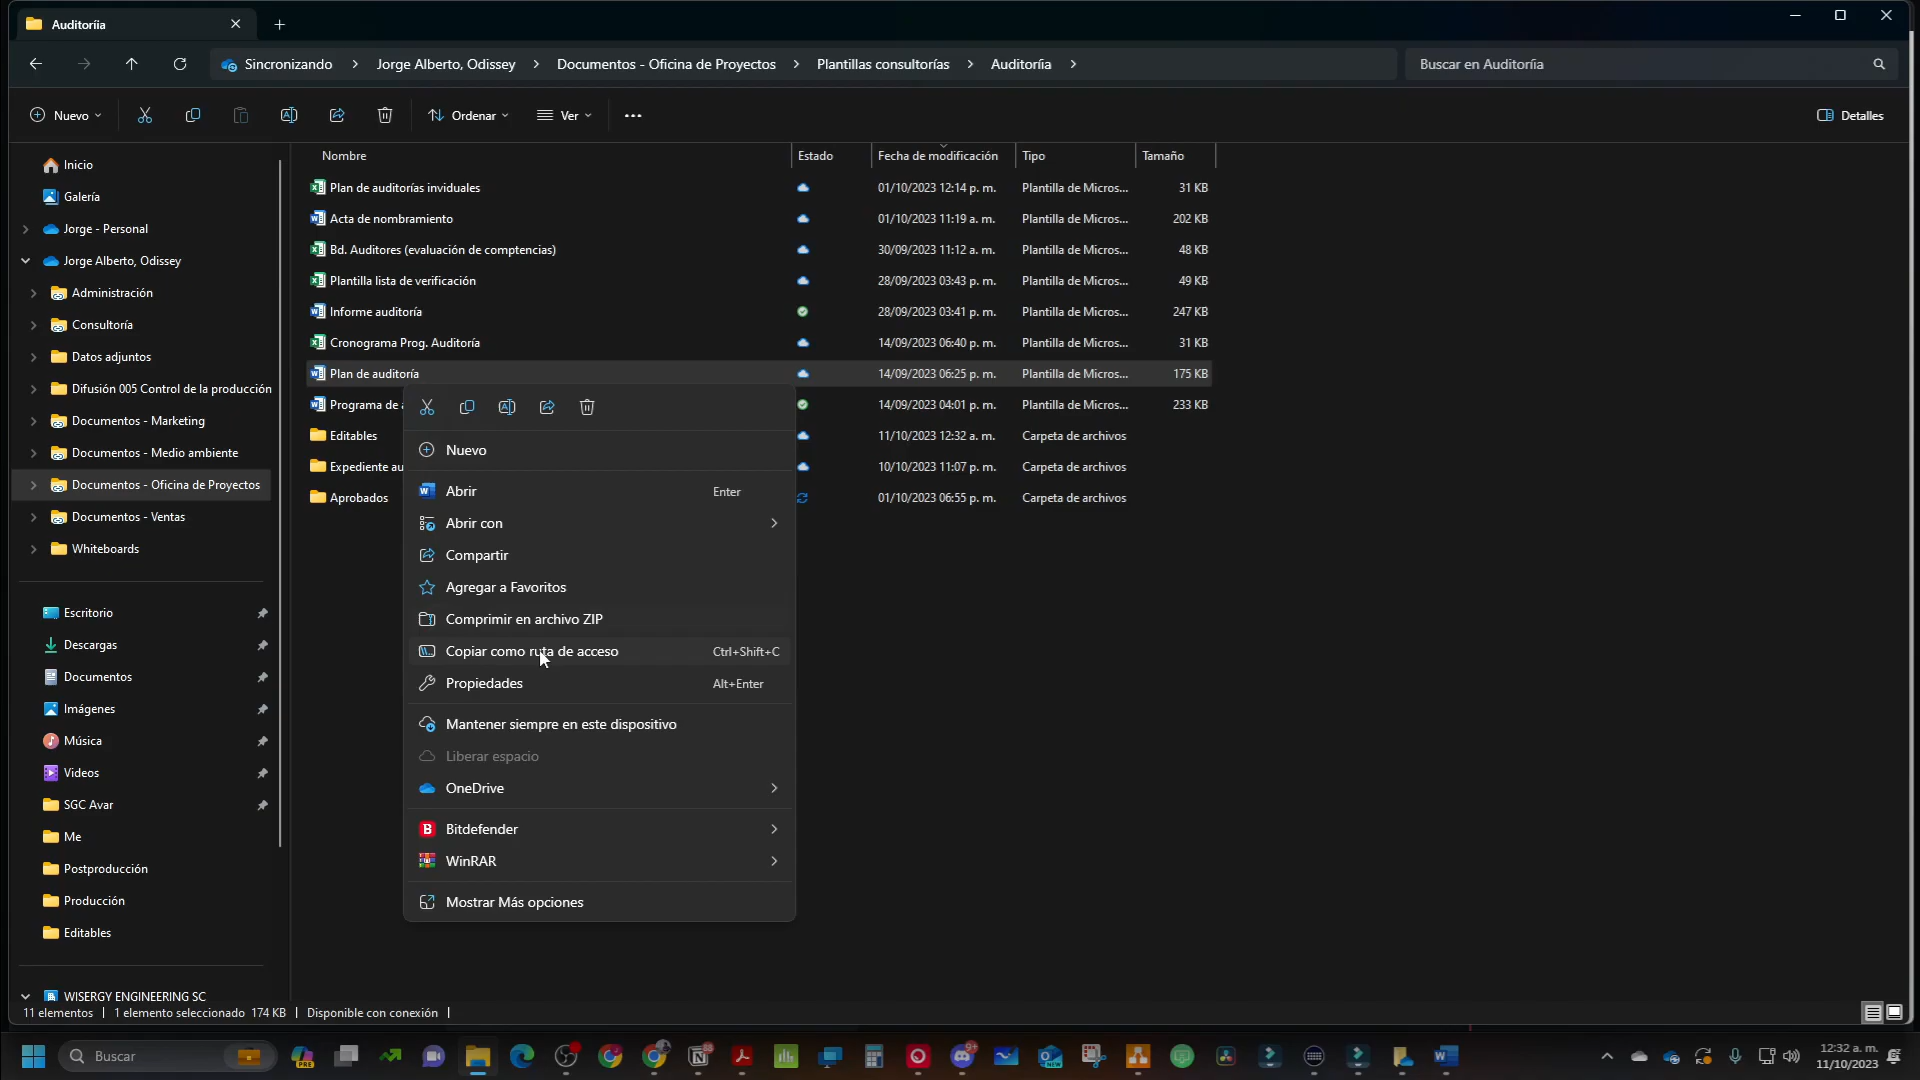 Auditoríia
Sincronizando > Jorge Alberto, Odissey > Documentos - Oficina de Proyectos > Plantillas consultorías > Auditoríia >
Buscar en Auditoríia
Nuevo
Ordenar
Ver
Detalles
Nombre Estado Fecha de modificación Tipo Tamaño
Plan de auditorías inviduales 01/10/2023 12:14 p. m. Plantilla de Micros... 31 KB
Acta de nombramiento 01/10/2023 11:19 a. m. Plantilla de Micros... 202 KB
Bd. Auditores (evaluación de comptencias) 30/09/2023 11:12 a. m. Plantilla de Micros... 48 KB
Plantilla lista de verificación 28/09/2023 03:43 p. m. Plantilla de Micros... 49 KB
Informe auditoría 28/09/2023 03:41 p. m. Plantilla de Micros... 247 KB
Cronograma Prog. Auditoría 14/09/2023 06:40 p. m. Plantilla de Micros... 31 KB
Plan de auditoría 14/09/2023 06:25 p. m. Plantilla de Micros... 175 KB
Programa de a 14/09/2023 04:01 p. m. Plantilla de Micros... 233 KB
Editables 11/10/2023 12:32 a. m. Carpeta de archivos
Expediente au 10/10/2023 11:07 p. m. Carpeta de archivos
Aprobados 01/10/2023 06:55 p. m. Carpeta de archivos
Inicio
Galería
Jorge - Personal
Jorge Alberto, Odissey
Administración
Consultoría
Datos adjuntos
Difusión 005 Control de la producción
Documentos - Marketing
Documentos - Medio ambiente
Documentos - Oficina de Proyectos
Documentos - Ventas
Whiteboards
Escritorio
Descargas
Documentos
Imágenes
Música
Videos
SGC Avar
Me
Postproducción
Producción
Editables
WISERGY ENGINEERING SC
Nuevo
Abrir Enter
Abrir con
Compartir
Agregar a Favoritos
Comprimir en archivo ZIP
Copiar como ruta de acceso Ctrl+Shift+C
Propiedades Alt+Enter
Mantener siempre en este dispositivo
Liberar espacio
OneDrive
Bitdefender
WinRAR
Mostrar Más opciones
11 elementos | 1 elemento seleccionado 174 KB | Disponible con conexión |
Buscar
12:32 a. m.
11/10/2023